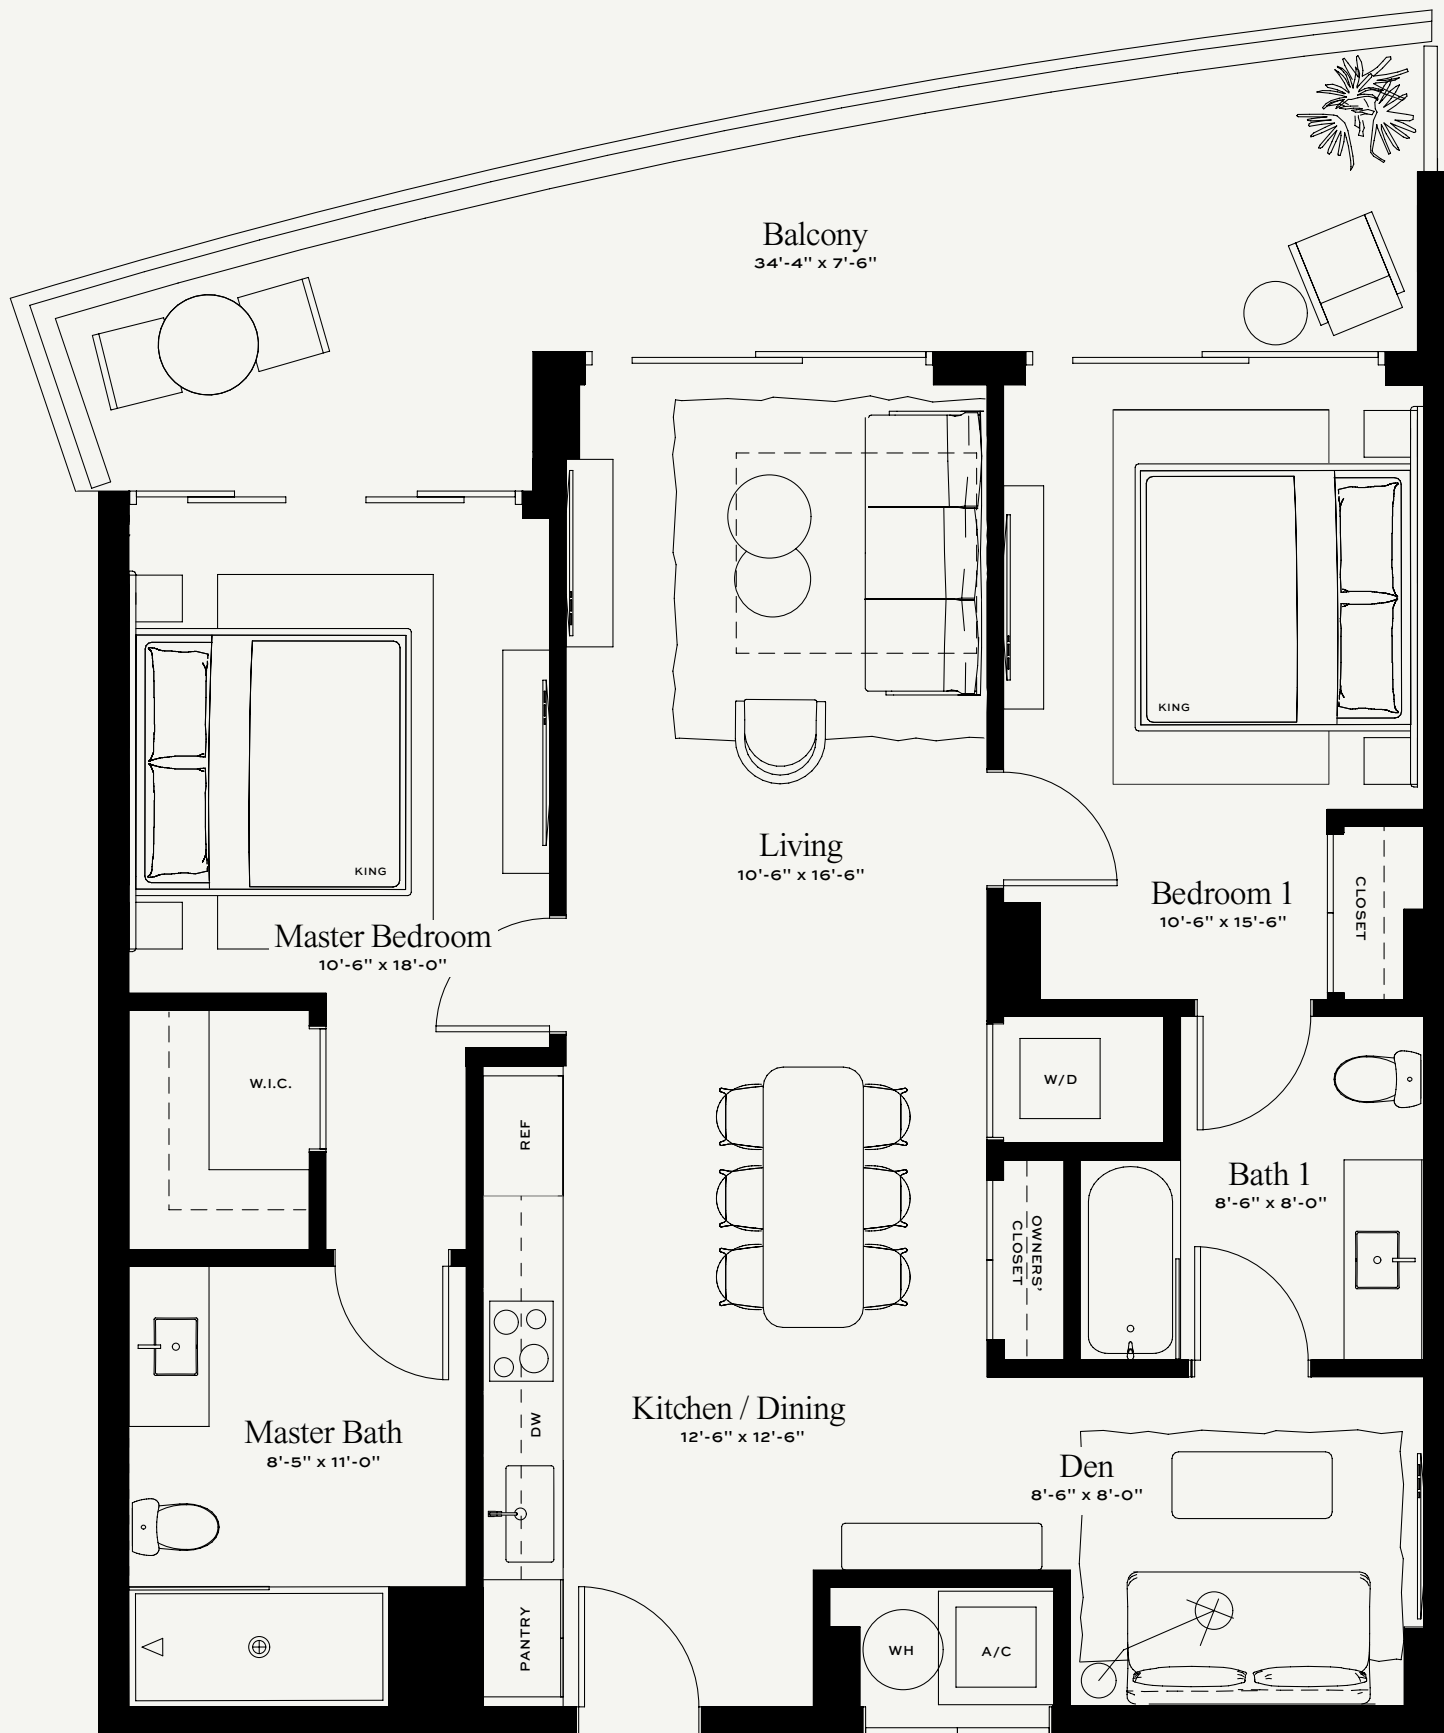 Balcony
34'-4" x 7'-6"
KING
KING
Living
10'-6" x 16'-6"
Bedroom 1
10'-6" x 15'-6"
CLOSET
Master Bedroom
10'-6" x 18'-0"
W.I.C.
REF
W/D
Bath 1
8'-6" x 8'-0"
OWNERS'
CLOSET
Kitchen / Dining
12'-6" x 12'-6"
DW
Master Bath
8'-5" x 11'-0"
Den
8'-6" x 8'-0"
PANTRY
WH
A/C